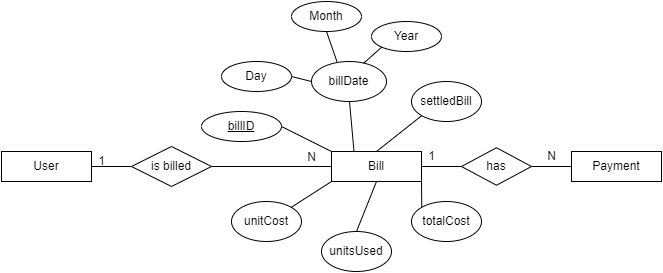 Month
Year
Day
billDate
settledBill
billID
User
1
is billed
N
Bill
1
has
N
Payment
unitCost
totalCost
unitsUsed